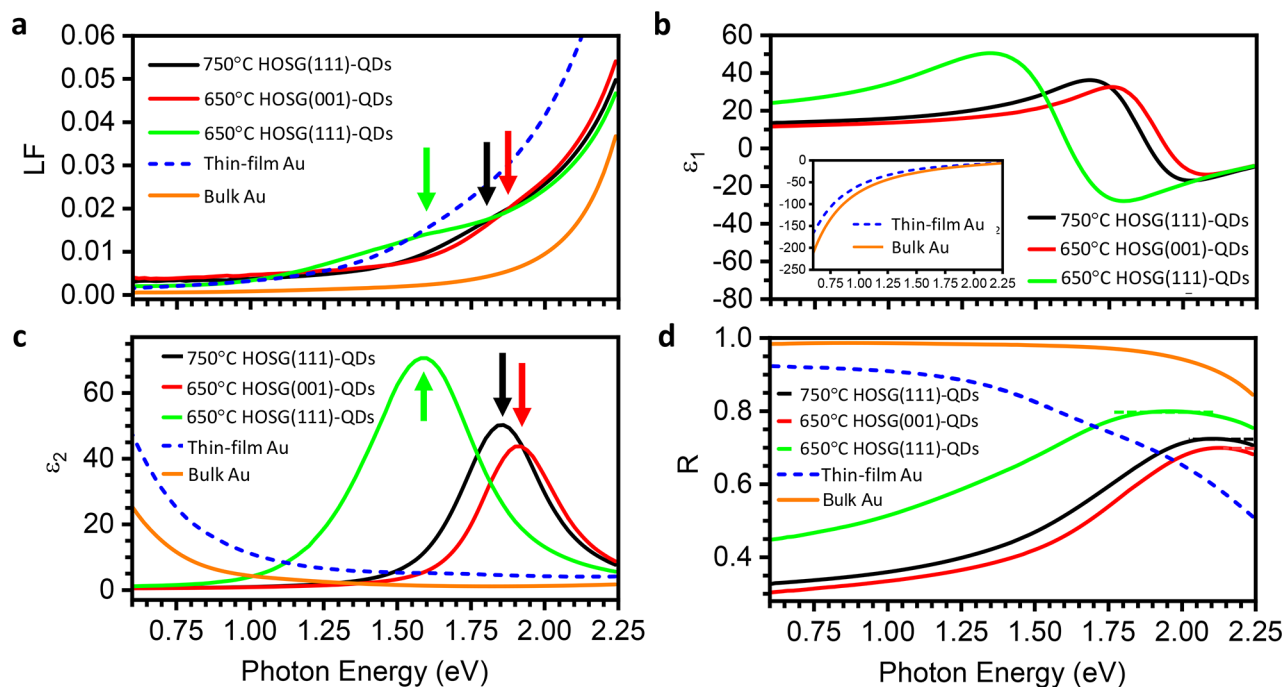 a
0.06
0.05
0.04
0.03
0.02
0.01
0.00
LF
750°C HOSG(111)-QDs
650°C HOSG(001)-QDs
650°C HOSG(111)-QDs
Thin-film Au
Bulk Au
b
60
40
20
0
-20
-40
-60
-80
ε1
0
-50
-100
-150
-200
-250
Thin-film Au
Bulk Au
2
0.75 1.00 1.25 1.50 1.75 2.00 2.25
750°C HOSG(111)-QDs
650°C HOSG(001)-QDs
650°C HOSG(111)-QDs
c
60
40
20
0
ε2
750°C HOSG(111)-QDs
650°C HOSG(001)-QDs
650°C HOSG(111)-QDs
Thin-film Au
Bulk Au
0.75 1.00 1.25 1.50 1.75 2.00 2.25
Photon Energy (eV)
d
1.0
0.8
0.6
0.4
R
750°C HOSG(111)-QDs
650°C HOSG(001)-QDs
650°C HOSG(111)-QDs
Thin-film Au
Bulk Au
0.75 1.00 1.25 1.50 1.75 2.00 2.25
Photon Energy (eV)